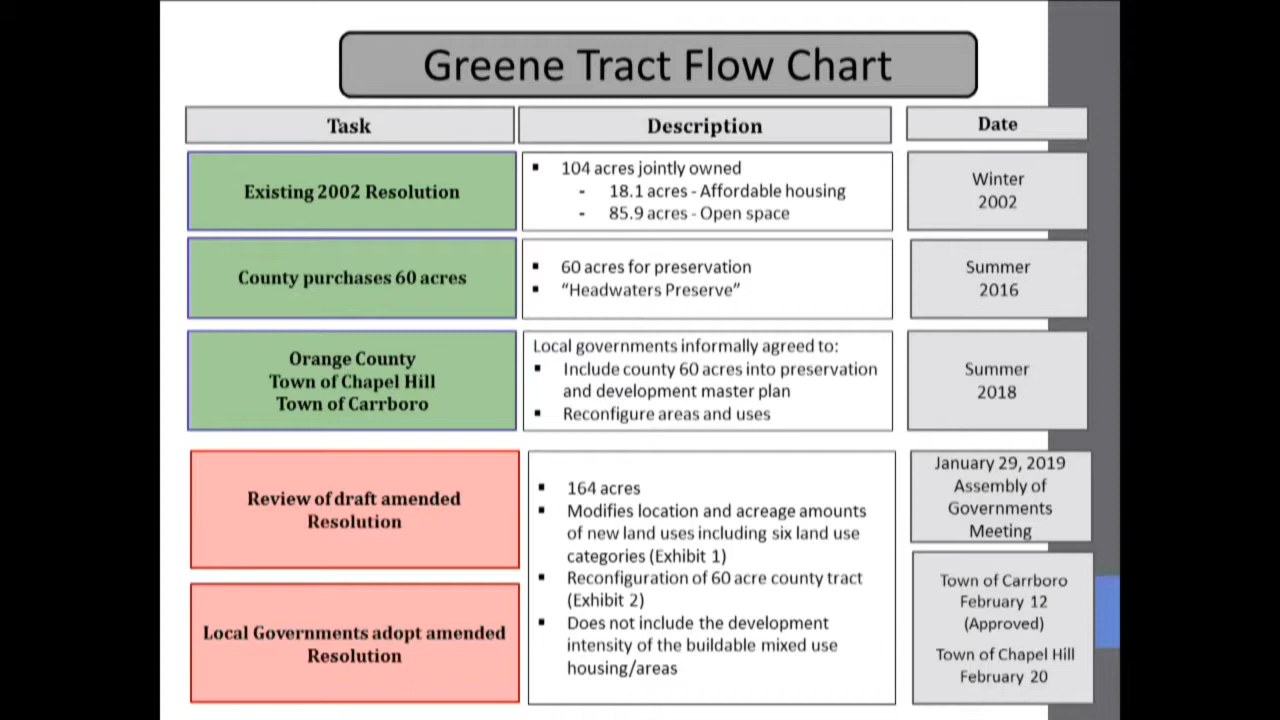 Greene Tract Flow Chart
Task
Description
Date
Existing 2002 Resolution
▪ 104 acres jointly owned
- 18.1 acres - Affordable housing
- 85.9 acres - Open space
Winter
2002
County purchases 60 acres
▪ 60 acres for preservation
▪ “Headwaters Preserve”
Summer
2016
Orange County
Town of Chapel Hill
Town of Carrboro
Local governments informally agreed to:
▪ Include county 60 acres into preservation
and development master plan
▪ Reconfigure areas and uses
Summer
2018
Review of draft amended
Resolution
Local Governments adopt amended
Resolution
▪ 164 acres
▪ Modifies location and acreage amounts
of new land uses including six land use
categories (Exhibit 1)
▪ Reconfiguration of 60 acre county tract
(Exhibit 2)
▪ Does not include the development
intensity of the buildable mixed use
housing/areas
January 29, 2019
Assembly of
Governments
Meeting
Town of Carrboro
February 12
(Approved)
Town of Chapel Hill
February 20